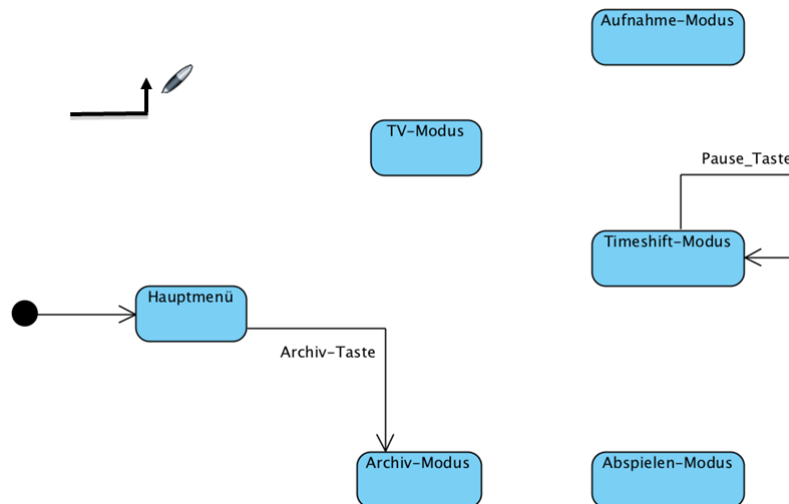 Aufnahme-Modus
TV-Modus
Pause_Taste
Timeshift-Modus
Hauptmenü
Archiv-Taste
Archiv-Modus
Abspielen-Modus